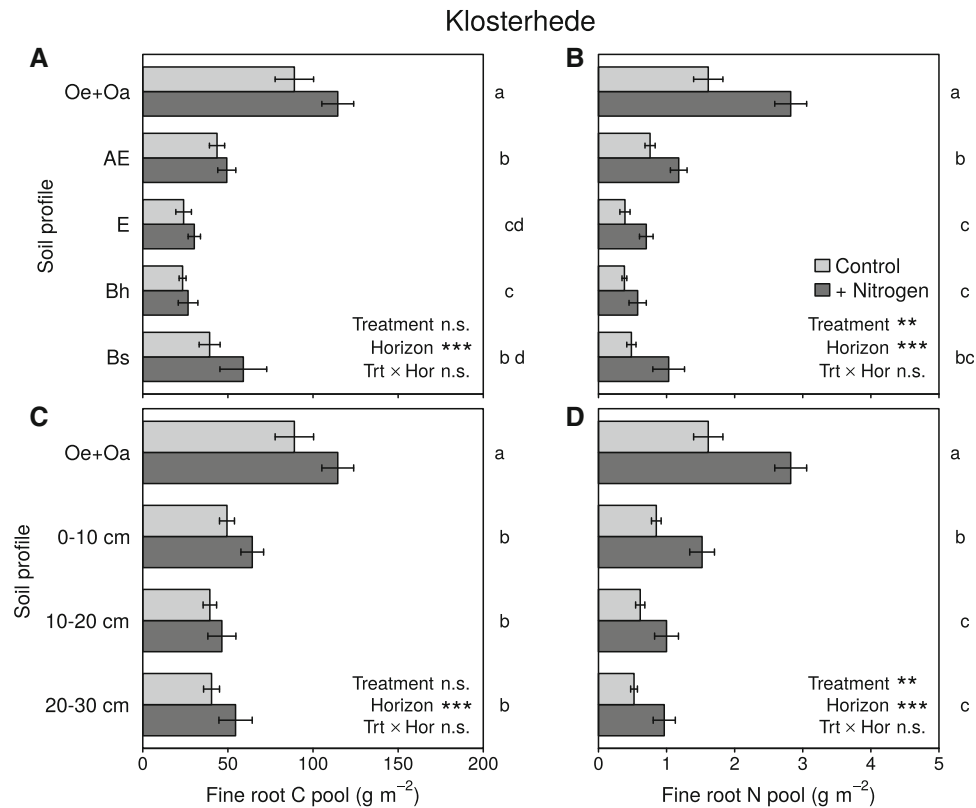 Klosterhede
A
B
Soil profile
Oe+Oa
a
a
AE
b
b
E
cd
c
Bh
c
c
Bs
b d
bc
Control
+ Nitrogen
Treatment n.s.
Horizon ***
Trt × Hor n.s.
Treatment **
Horizon ***
Trt × Hor n.s.
C
D
Soil profile
Oe+Oa
a
a
0-10 cm
b
b
10-20 cm
b
c
20-30 cm
b
c
Treatment n.s.
Horizon ***
Trt × Hor n.s.
Treatment **
Horizon ***
Trt × Hor n.s.
0 50 100 150 200
0 1 2 3 4 5
Fine root C pool (g m⁻²)
Fine root N pool (g m⁻²)